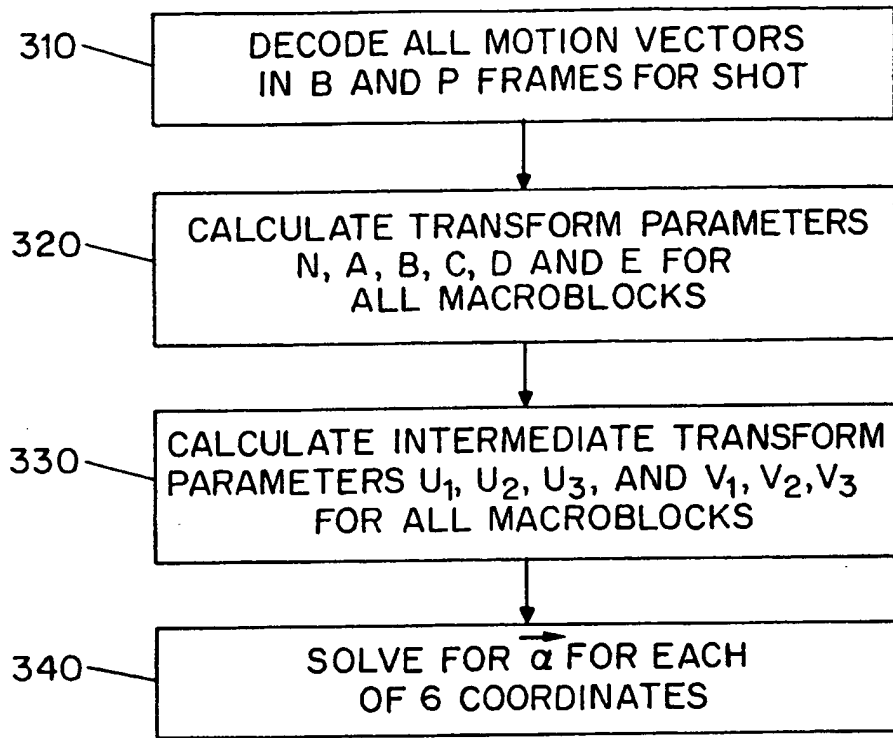 310
DECODE ALL MOTION VECTORS
IN B AND P FRAMES FOR SHOT
320
CALCULATE TRANSFORM PARAMETERS
N, A, B, C, D AND E FOR
ALL MACROBLOCKS
330
CALCULATE INTERMEDIATE TRANSFORM
PARAMETERS U₁, U₂, U₃, AND V₁, V₂, V₃
FOR ALL MACROBLOCKS
340
SOLVE FOR α⃗ FOR EACH
OF 6 COORDINATES